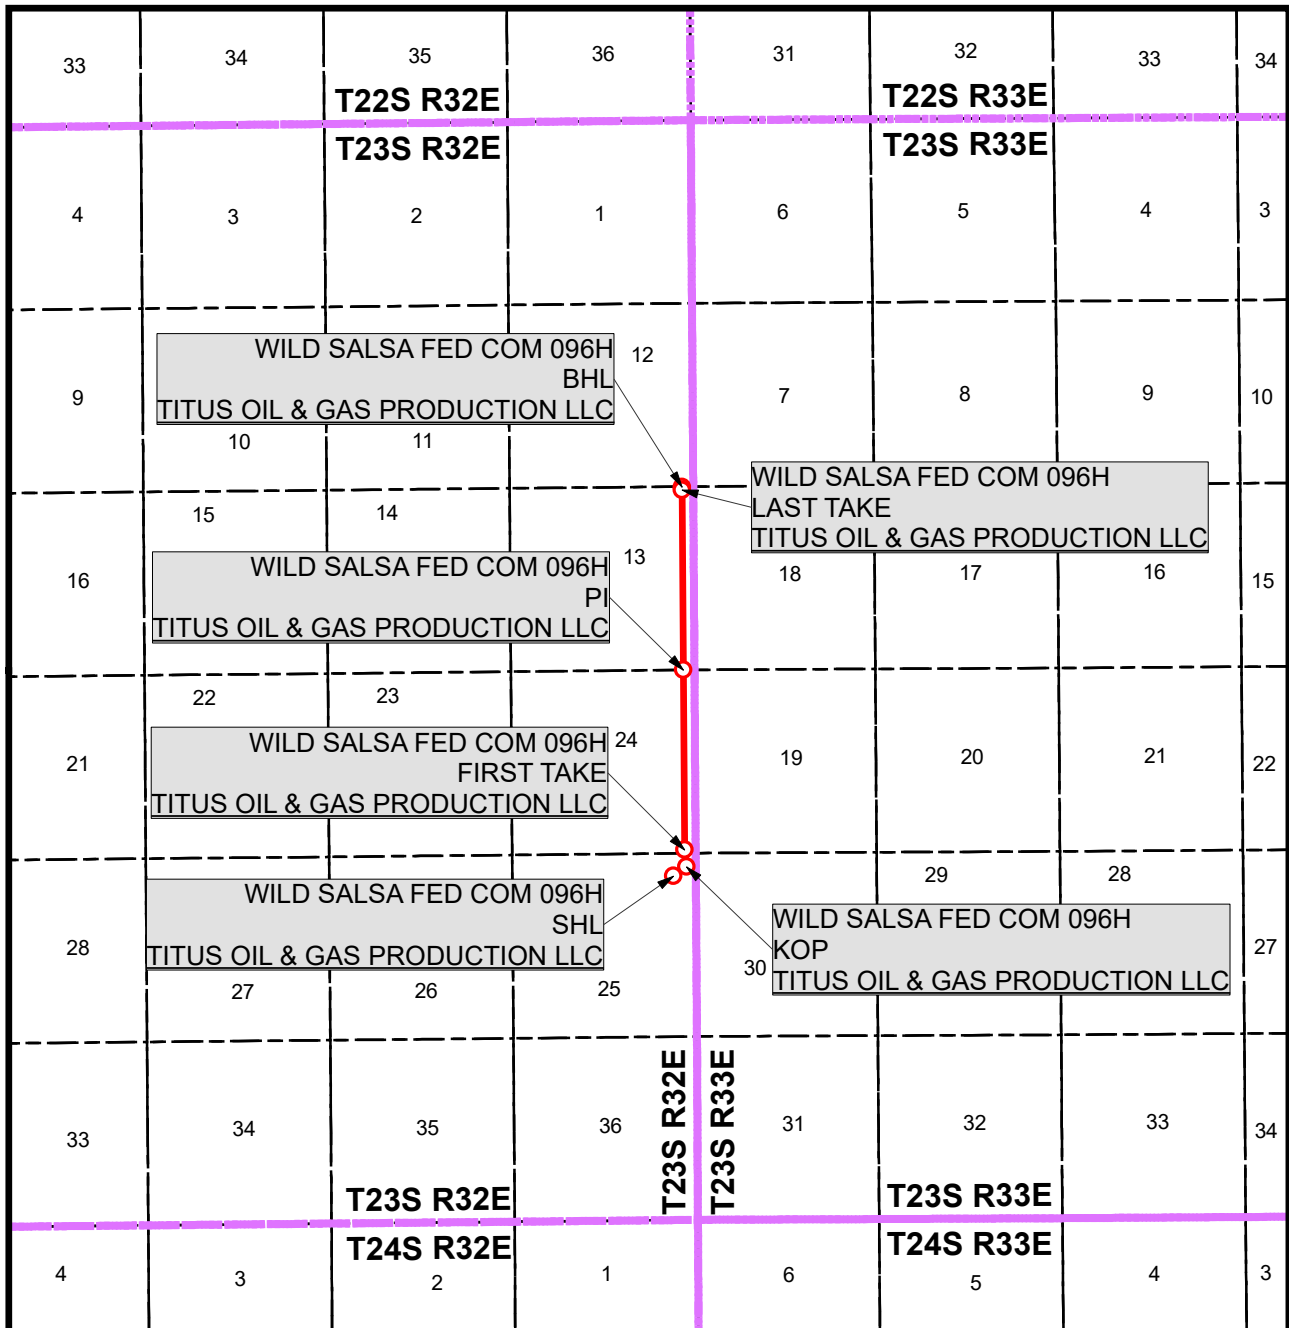 33 34 35 36 31 32 33 34
T22S R32E T22S R33E
T23S R32E T23S R33E
4 3 2 1 6 5 4 3
WILD SALSA FED COM 096H
BHL
TITUS OIL & GAS PRODUCTION LLC
12
9 7 8 9 10
10 11
WILD SALSA FED COM 096H
LAST TAKE
TITUS OIL & GAS PRODUCTION LLC
15 14
WILD SALSA FED COM 096H
PI
TITUS OIL & GAS PRODUCTION LLC
13
16 18 17 16 15
22 23
WILD SALSA FED COM 096H
FIRST TAKE
TITUS OIL & GAS PRODUCTION LLC
24
21 19 20 21 22
29 28
WILD SALSA FED COM 096H
SHL
TITUS OIL & GAS PRODUCTION LLC
WILD SALSA FED COM 096H
KOP
TITUS OIL & GAS PRODUCTION LLC
28 30 27
27 26 25
T23S R32E
T23S R33E
33 34 35 36 31 32 33 34
T23S R32E T23S R33E
T24S R32E T24S R33E
4 3 2 1 6 5 4 3